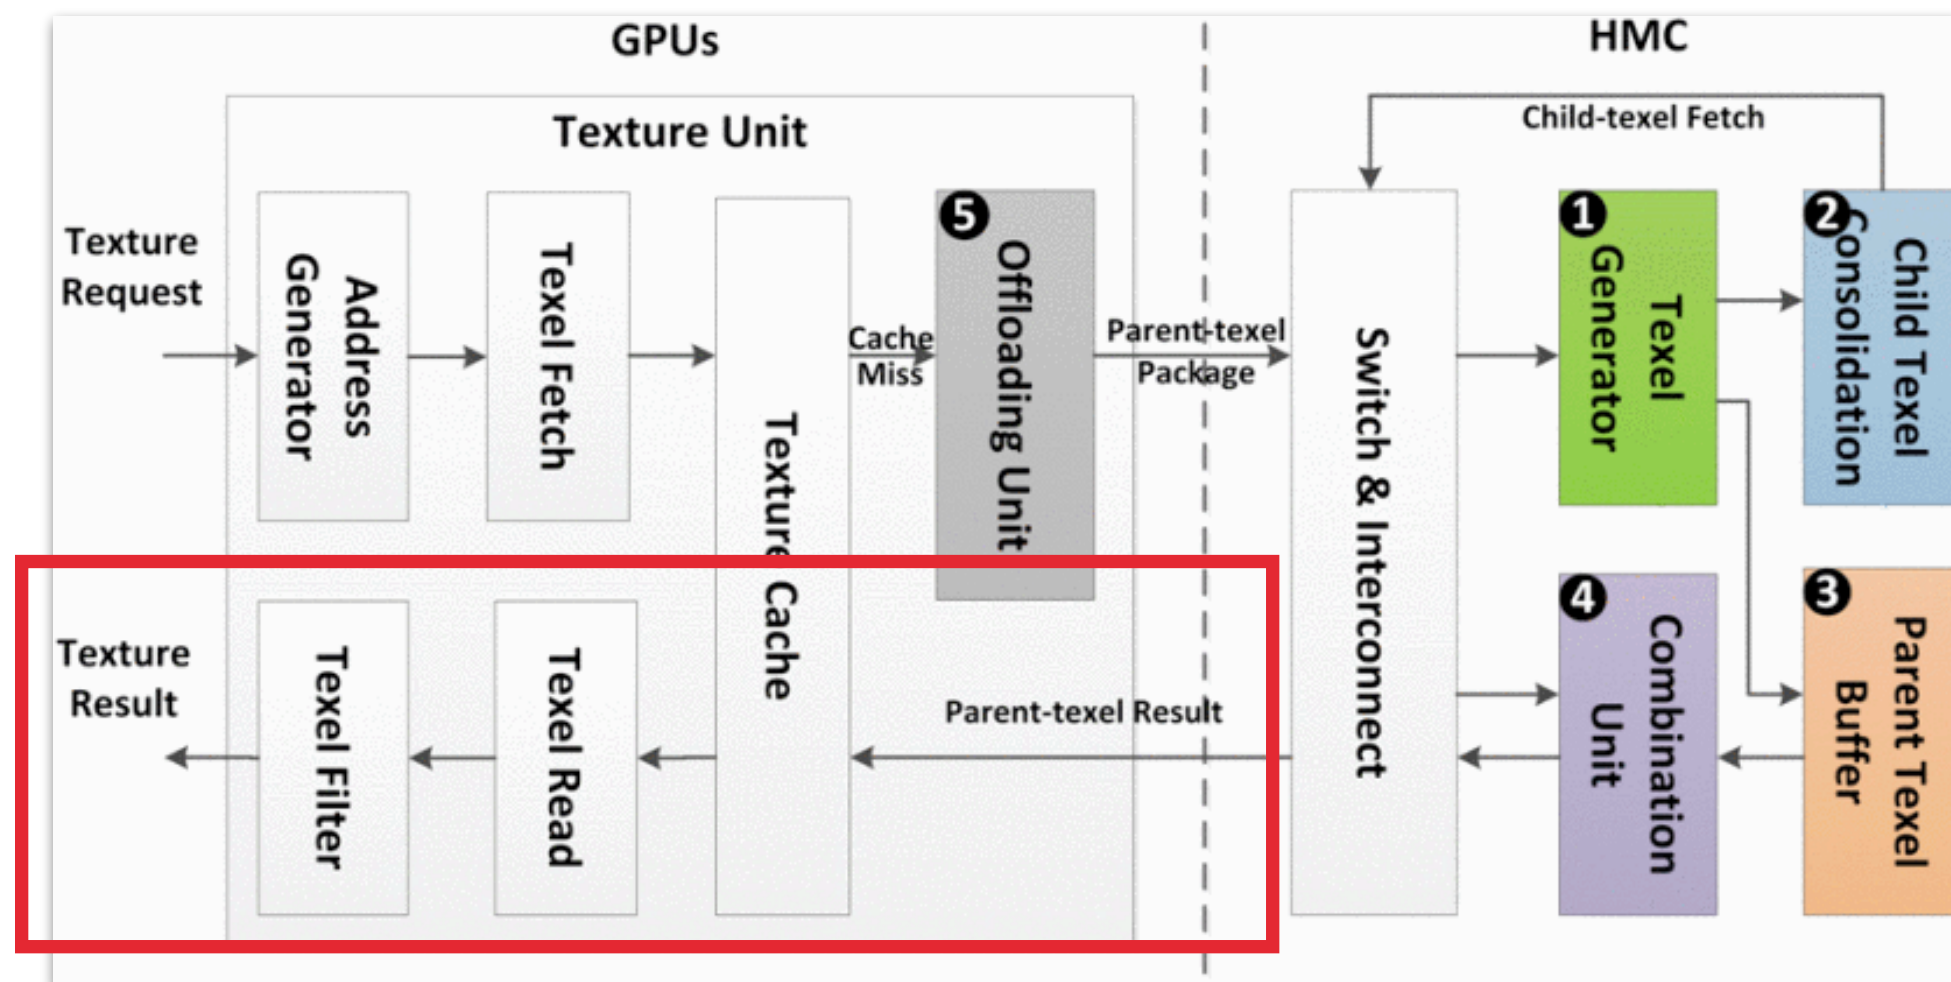 GPUs
HMC
Texture Unit
Child-texel Fetch
Texture
Request
Address
Generator
Texel Fetch
Texture Cache
Cache
Miss
5
Offloading Unit
Parent-texel
Package
Switch & Interconnect
1
Texel
Generator
2
Child Texel
Consolidation
Texture
Result
Texel Filter
Texel Read
Parent-texel Result
4
Combination
Unit
3
Parent Texel
Buffer